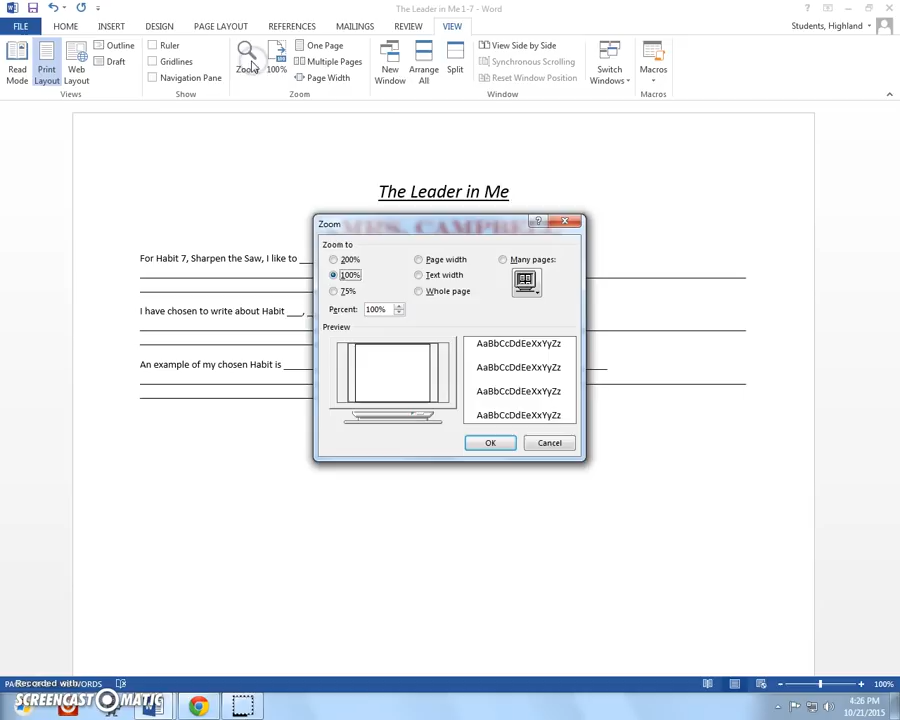 The Leader in Me 1-7 - Word
FILE HOME INSERT DESIGN PAGE LAYOUT REFERENCES MAILINGS REVIEW VIEW Students, Highland
Read Mode
Print Layout
Web Layout
Outline
Draft
Views
Ruler
Gridlines
Navigation Pane
Show
Zoom
100%
One Page
Multiple Pages
Page Width
Zoom
New Window
Arrange All
Split
View Side by Side
Synchronous Scrolling
Reset Window Position
Window
Switch Windows
Macros
Macros
The Leader in Me
MRS. CAMPBELL
For Habit 7, Sharpen the Saw, I like to
I have chosen to write about Habit ___,
An example of my chosen Habit is
Zoom
Zoom to
200% Page width Many pages:
100% Text width
75% Whole page
Percent: 100%
Preview
AaBbCcDdEeXxYyZz
AaBbCcDdEeXxYyZz
AaBbCcDdEeXxYyZz
AaBbCcDdEeXxYyZz
OK Cancel
WORDS
100%
Recorded with
SCREENCAST MATIC
4:26 PM
10/21/2015